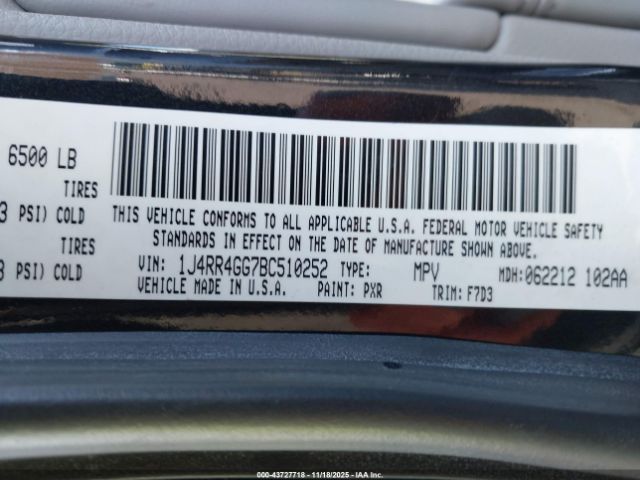 6500 LB
TIRES
3 PSI) COLD
TIRES
3 PSI) COLD
THIS VEHICLE CONFORMS TO ALL APPLICABLE U.S.A. FEDERAL MOTOR VEHICLE SAFETY
STANDARDS IN EFFECT ON THE DATE OF MANUFACTURE SHOWN ABOVE.
VIN: 1J4RR4GG7BC510252 TYPE: MPV MDH: 062212 102AA
VEHICLE MADE IN U.S.A. PAINT: PXR TRIM: F7D3
000-43727718 - 11/18/2025 - IAA Inc.